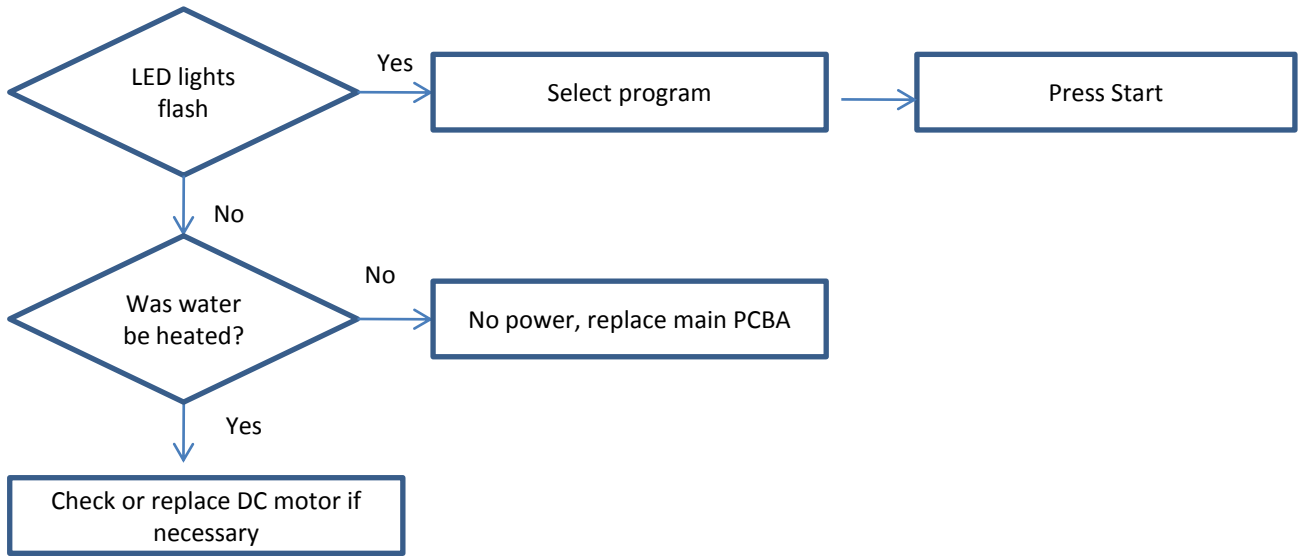 LED lights
flash
Yes
Select program
Press Start
No
Was water
be heated?
No
No power, replace main PCBA
Yes
Check or replace DC motor if
necessary